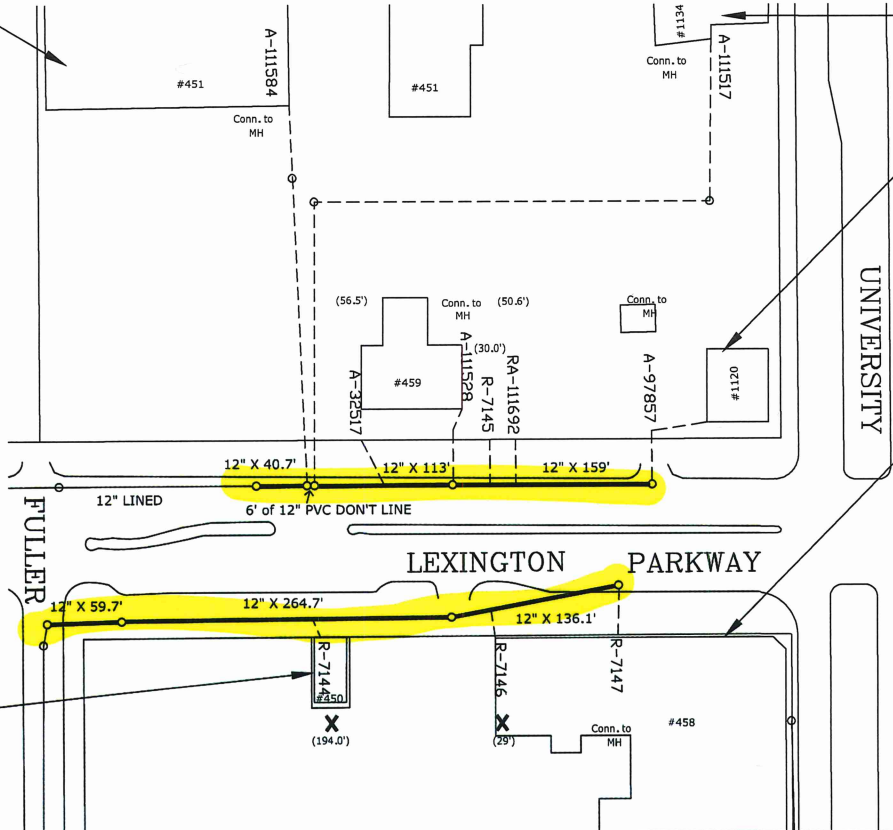 #1134
A-111584
A-111517
Conn. to
MH
#451
#451
Conn. to
MH
UNIVERSITY
(56.5')
Conn. to
MH
(50.6')
Conn. to
MH
A-111528
(30.0')
RA-111692
A-97857
#1120
A-32517
#459
R-7145
12" X 40.7'
12" X 113'
12" X 159'
12" LINED
6' of 12" PVC DON'T LINE
FULLER
LEXINGTON PARKWAY
12" X 59.7'
12" X 264.7'
12" X 136.1'
R-7144
R-7146
R-7147
#450
X
X
#458
Conn. to
MH
(194.0')
(29')